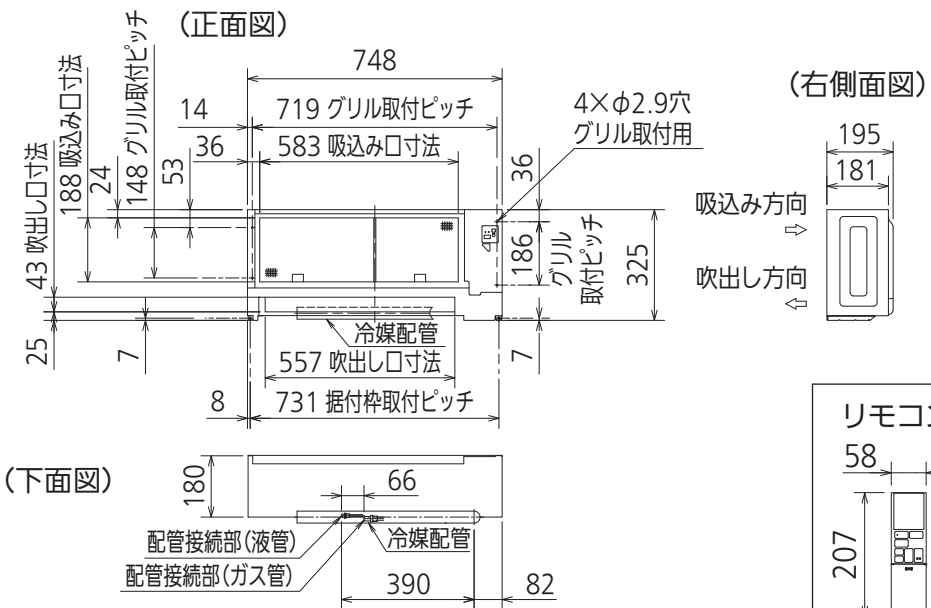 (正面図)
748
14
719 グリル取付ピッチ
36
583 吸込み口寸法
4×φ2.9穴
グリル取付用
43 吹出し口寸法
188 吸込み口寸法
24
148 グリル取付ピッチ
53
36
186
グリル
取付ピッチ
325
25
7
冷媒配管
7
557 吹出し口寸法
8
731 据付枠取付ピッチ
(右側面図)
195
181
吸込み方向
吹出し方向
(下面図)
180
66
配管接続部(液管)
冷媒配管
配管接続部(ガス管)
390
82
リモコ
58
207